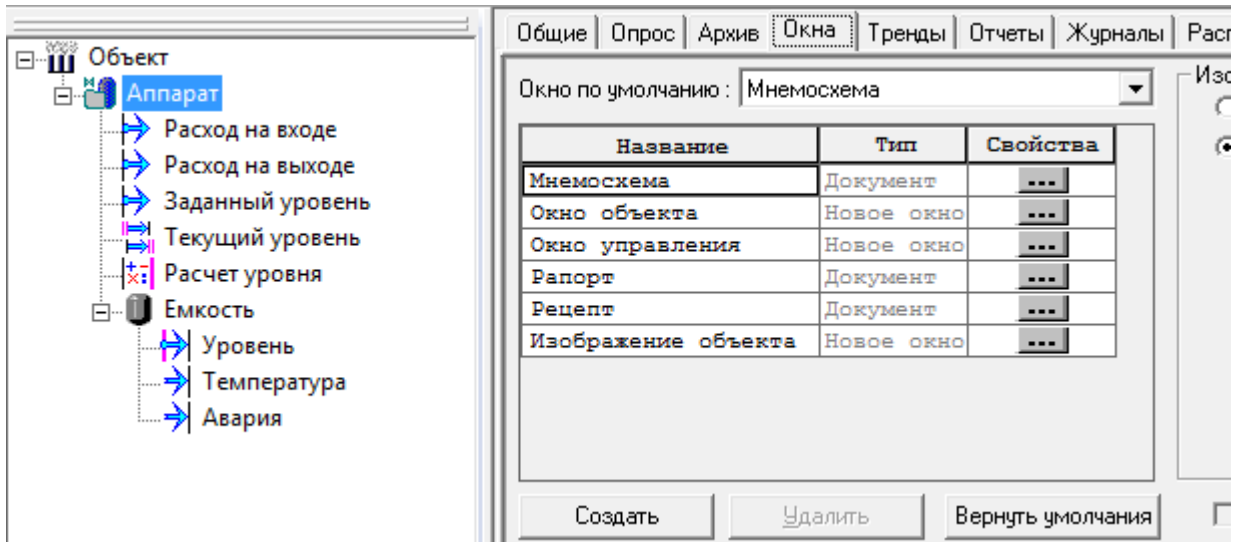 Объект
Аппарат
Расход на входе
Расход на выходе
Заданный уровень
Текущий уровень
Расчет уровня
Емкость
Уровень
Температура
Авария
Общие Опрос Архив Окна Тренды Отчеты Журналы Расп
Окно по умолчанию : Мнемосхема
Изо
Название Тип Свойства
Мнемосхема Документ ...
Окно объекта Новое окно ...
Окно управления Новое окно ...
Рапорт Документ ...
Рецепт Документ ...
Изображение объекта Новое окно ...
Создать Удалить Вернуть умолчания